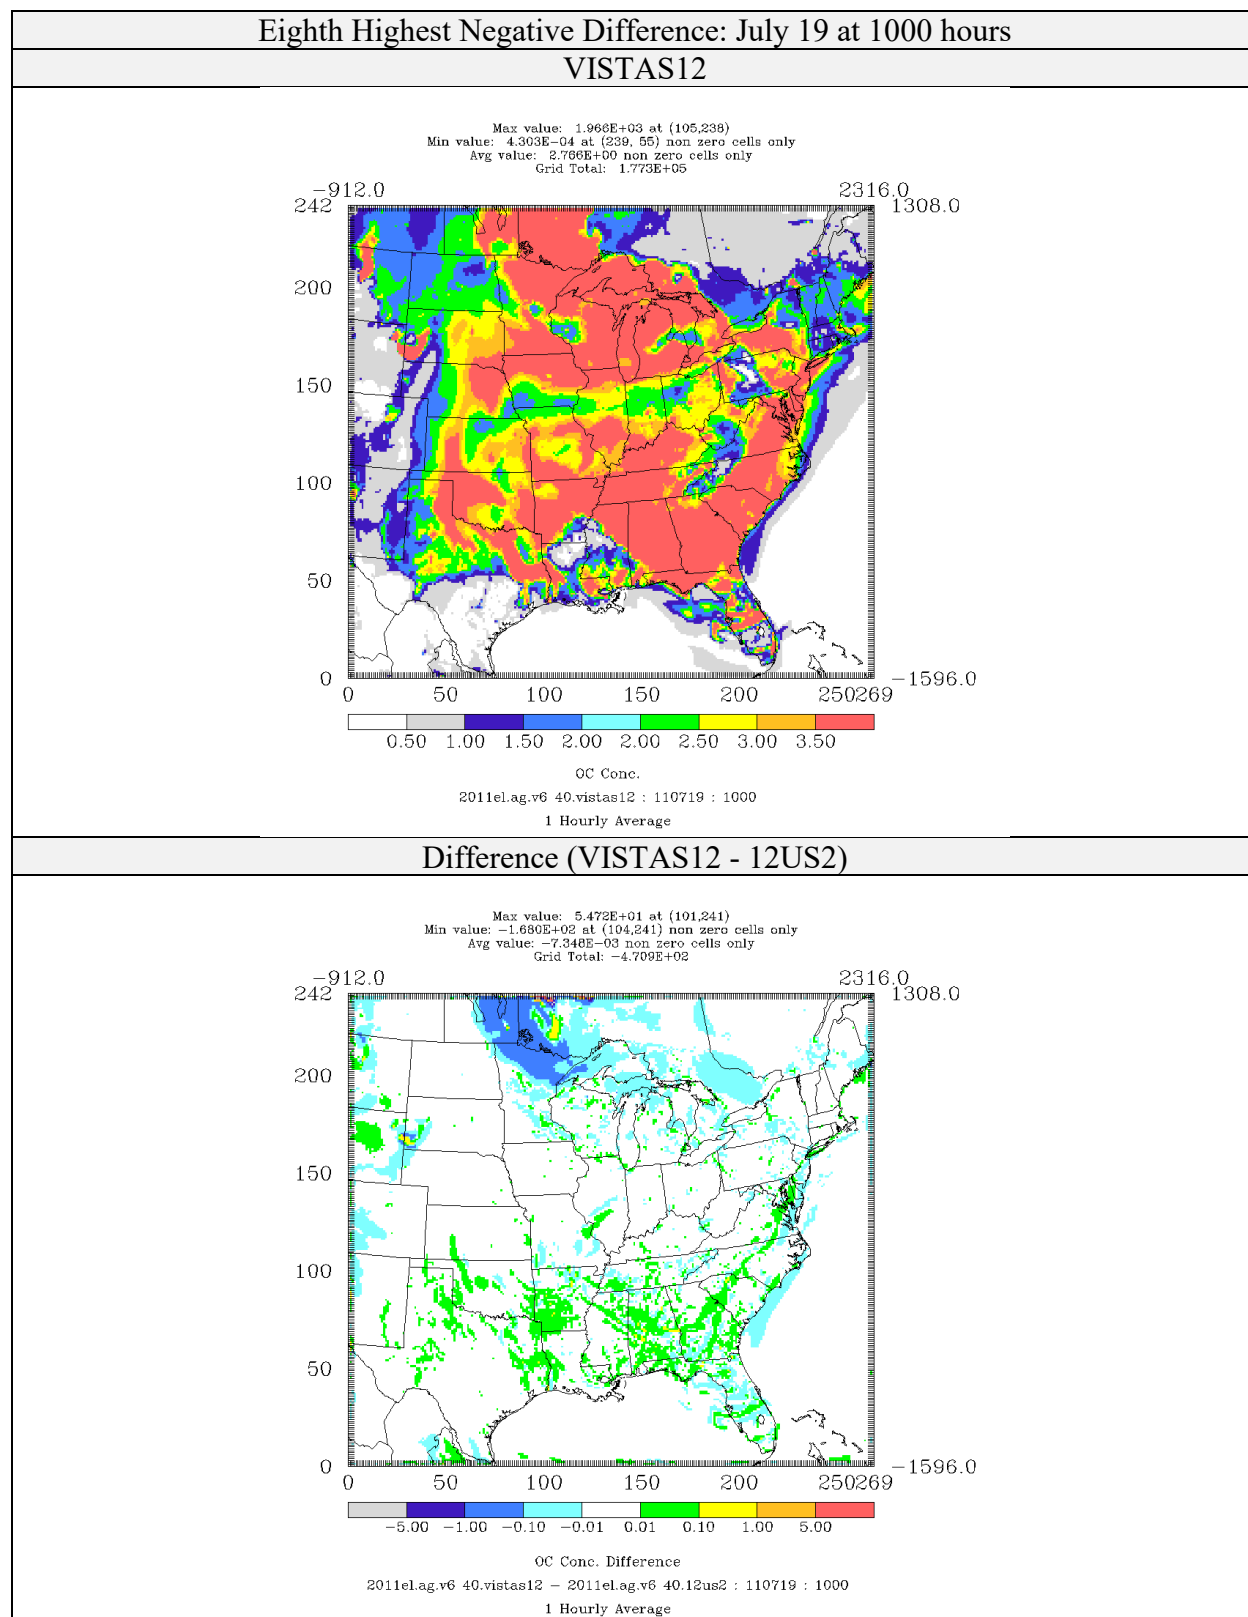 Eighth Highest Negative Difference: July 19 at 1000 hours
VISTAS12
Max value: 1.966E+03 at (105,238)
Min value: 4.303E-04 at (239, 55) non zero cells only
Avg value: 2.766E+00 non zero cells only
Grid Total: 1.773E+05
-912.0 2316.0
242 1308.0
200
150
100
50
0 -1596.0
0 50 100 150 200 250 269
0.50 1.00 1.50 2.00 2.00 2.50 3.00 3.50
OC Conc.
2011el.ag.v6 40.vistas12 : 110719 : 1000
1 Hourly Average
Difference (VISTAS12 - 12US2)
Max value: 5.472E+01 at (101,241)
Min value: -1.680E+02 at (104,241) non zero cells only
Avg value: -7.348E-03 non zero cells only
Grid Total: -4.709E+02
-912.0 2316.0
242 1308.0
200
150
100
50
0 -1596.0
0 50 100 150 200 250 269
-5.00 -1.00 -0.10 -0.01 0.01 0.10 1.00 5.00
OC Conc. Difference
2011el.ag.v6 40.vistas12 - 2011el.ag.v6 40.12us2 : 110719 : 1000
1 Hourly Average